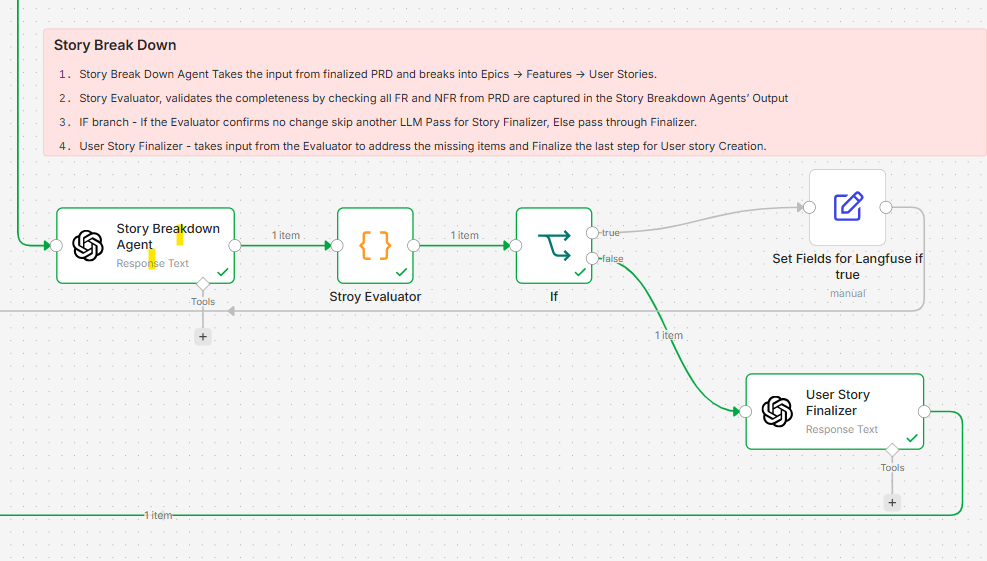 Story Break Down
1. Story Break Down Agent Takes the input from finalized PRD and breaks into Epics → Features → User Stories.
2. Story Evaluator, validates the completeness by checking all FR and NFR from PRD are captured in the Story Breakdown Agents’ Output
3. IF branch - If the Evaluator confirms no change skip another LLM Pass for Story Finalizer, Else pass through Finalizer.
4. User Story Finalizer - takes input from the Evaluator to address the missing items and Finalize the last step for User story Creation.
Story Breakdown
Agent
Response Text
Tools
+
1 item
{ }
Stroy Evaluator
1 item
If
true
false
Set Fields for Langfuse if
true
manual
1 item
User Story
Finalizer
Response Text
Tools
+
1 item